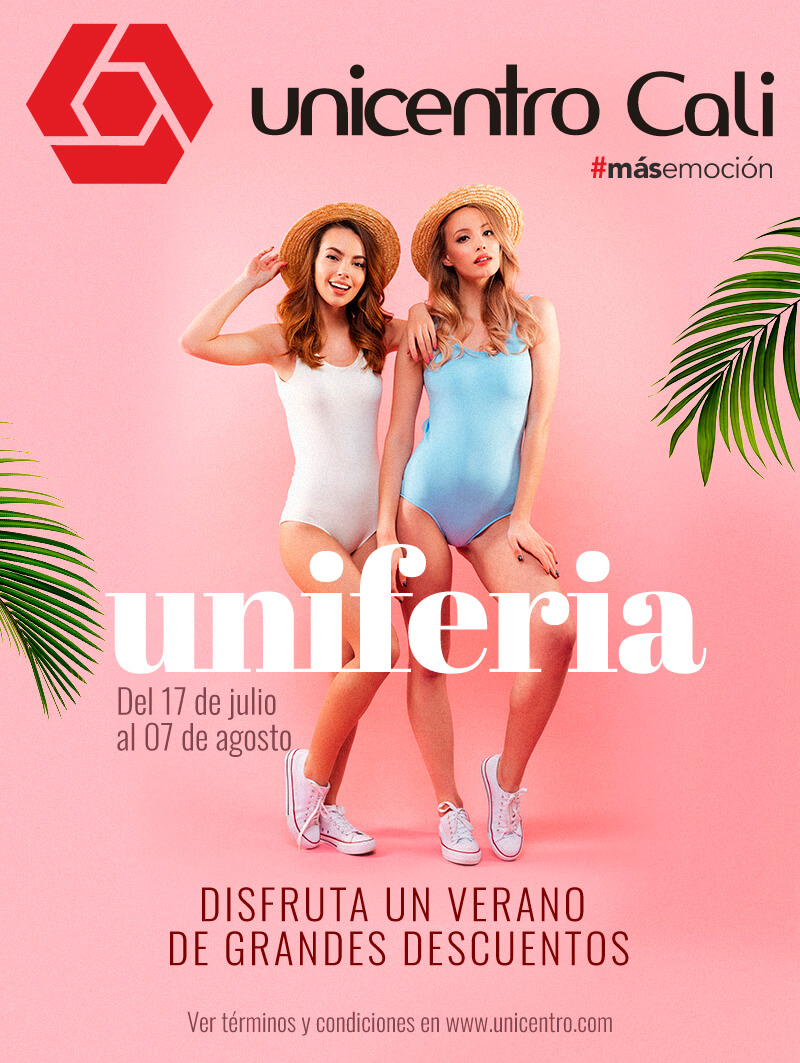 unicentro Cali
#másemoción
uniferia
Del 17 de julio
al 07 de agosto
DISFRUTA UN VERANO
DE GRANDES DESCUENTOS
Ver términos y condiciones en www.unicentro.com